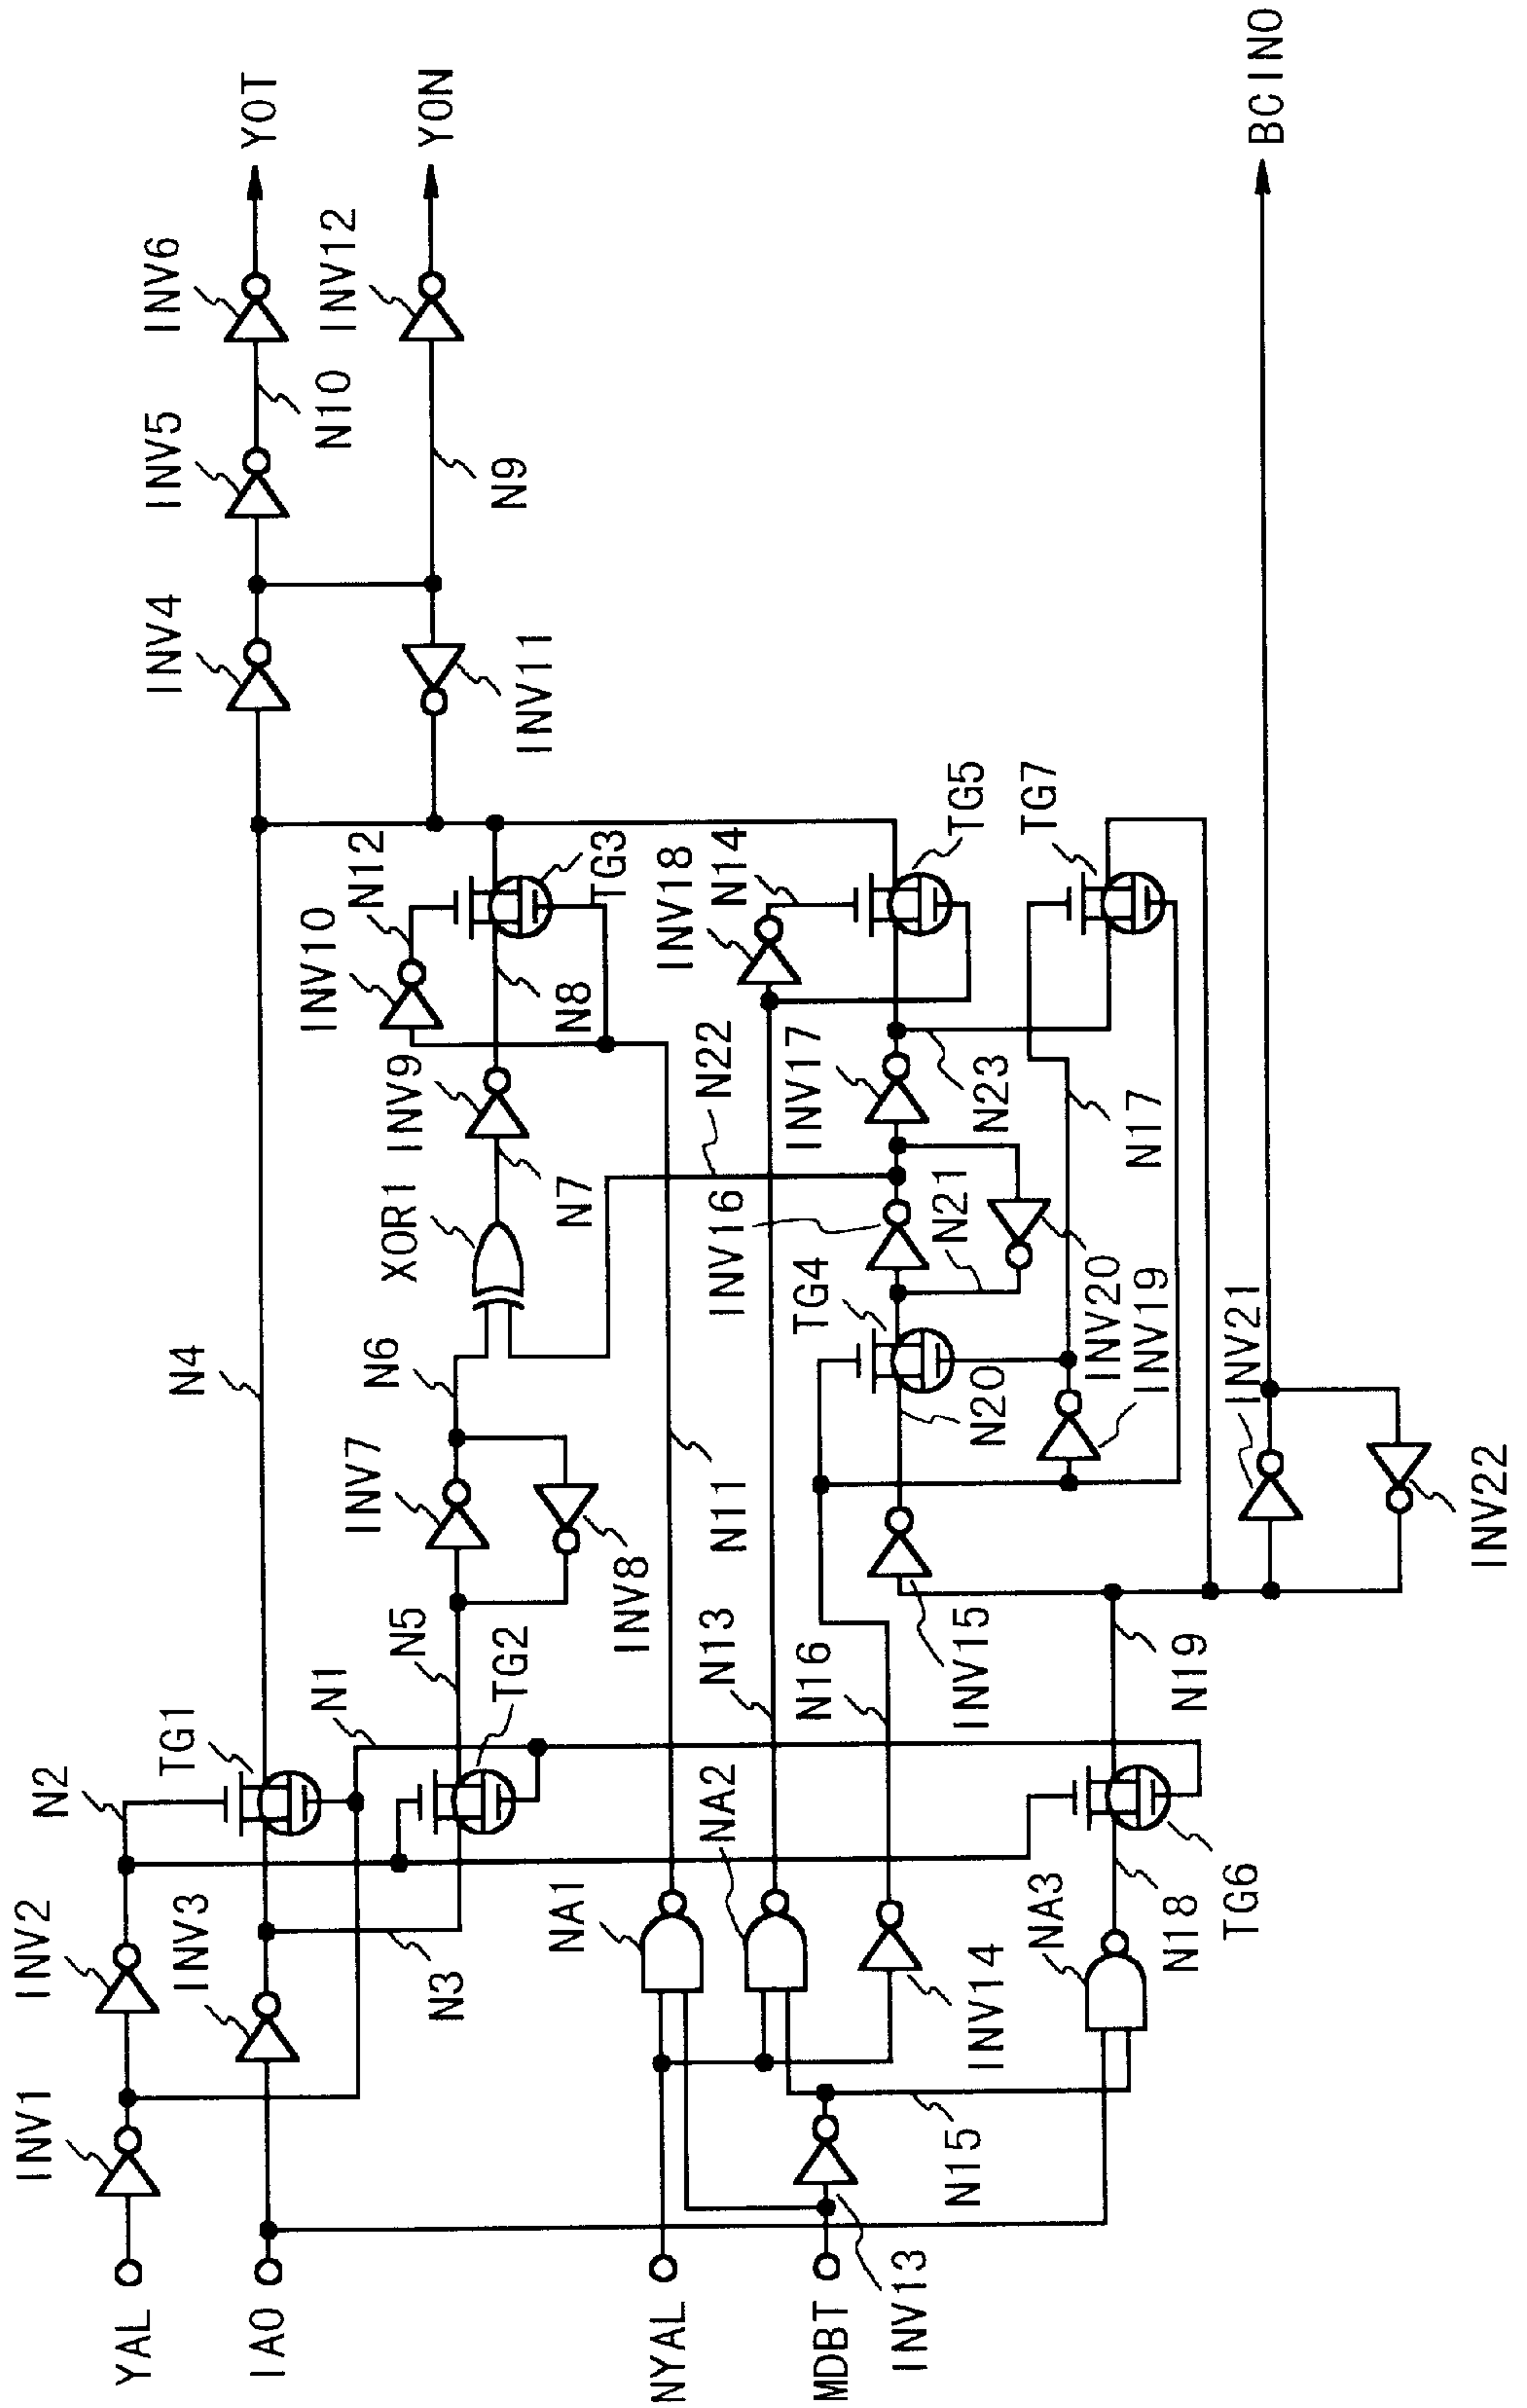 YAL
IA0
NYAL
MDBT
INV1
INV2
N2
TG1
N1
INV3
N3
TG2
N5
N4
INV7
INV8
N6
XOR1
N7
INV9
N8
INV10
N12
TG3
INV4
INV11
INV5
N10
N9
INV6
INV12
YOT
YON
NA1
NA2
N11
N13
INV13
N15
INV14
N16
NA3
N18
TG6
N19
INV15
N20
TG4
INV16
N21
N22
INV17
N23
INV18
N14
TG5
TG7
N17
INV20
INV19
INV21
INV22
BCIN0